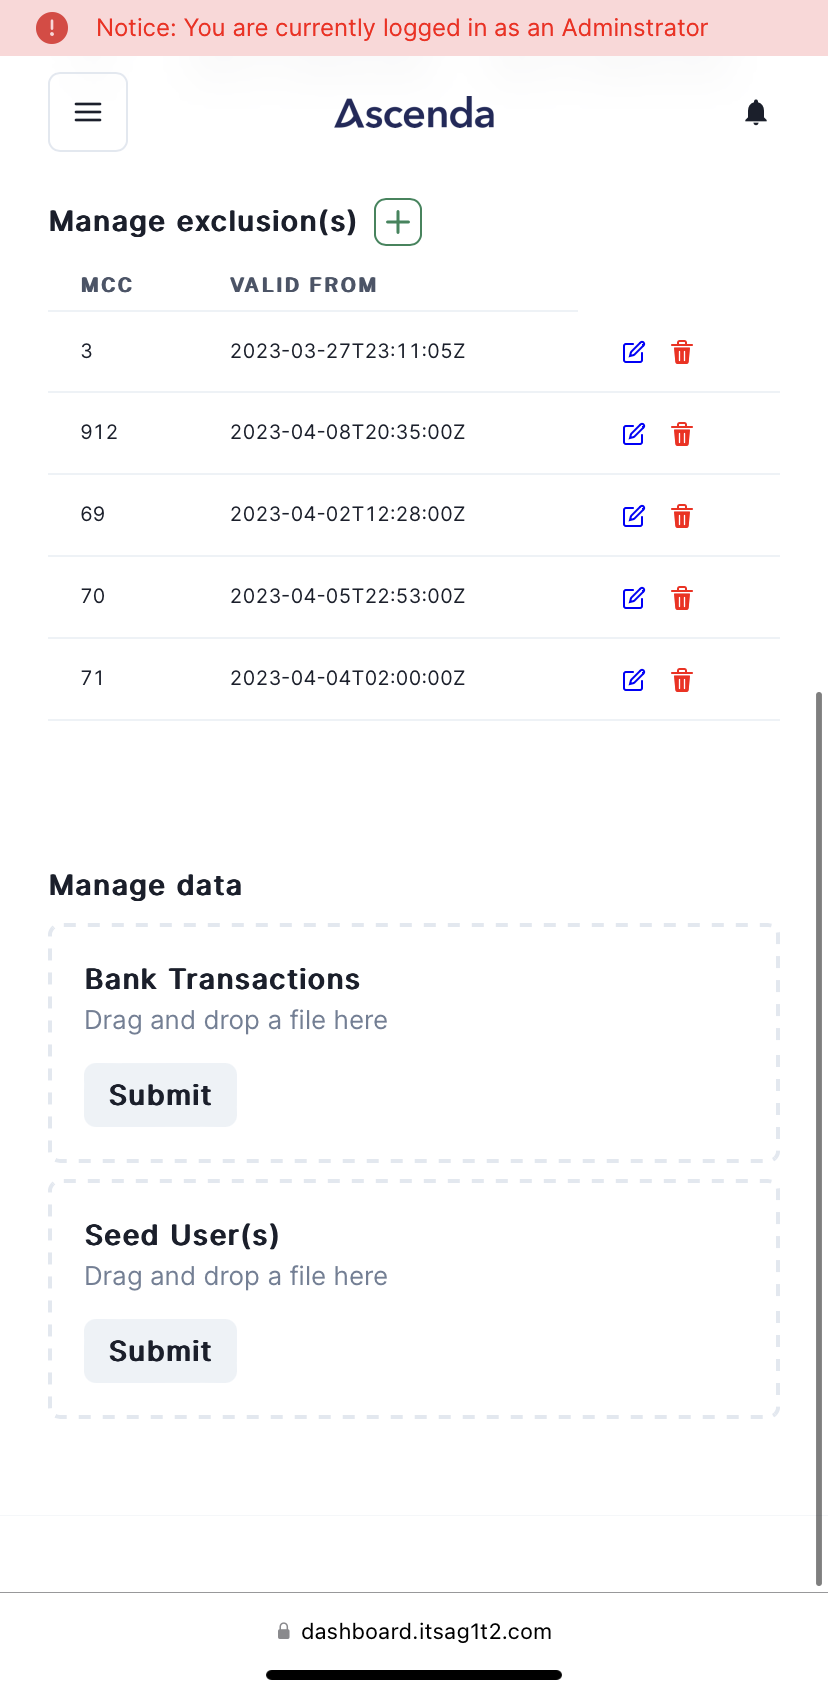 Notice: You are currently logged in as an Adminstrator
Ascenda
Manage exclusion(s)
MCC VALID FROM
3 2023-03-27T23:11:05Z
912 2023-04-08T20:35:00Z
69 2023-04-02T12:28:00Z
70 2023-04-05T22:53:00Z
71 2023-04-04T02:00:00Z
Manage data
Bank Transactions
Drag and drop a file here
Submit
Seed User(s)
Drag and drop a file here
Submit
dashboard.itsag1t2.com